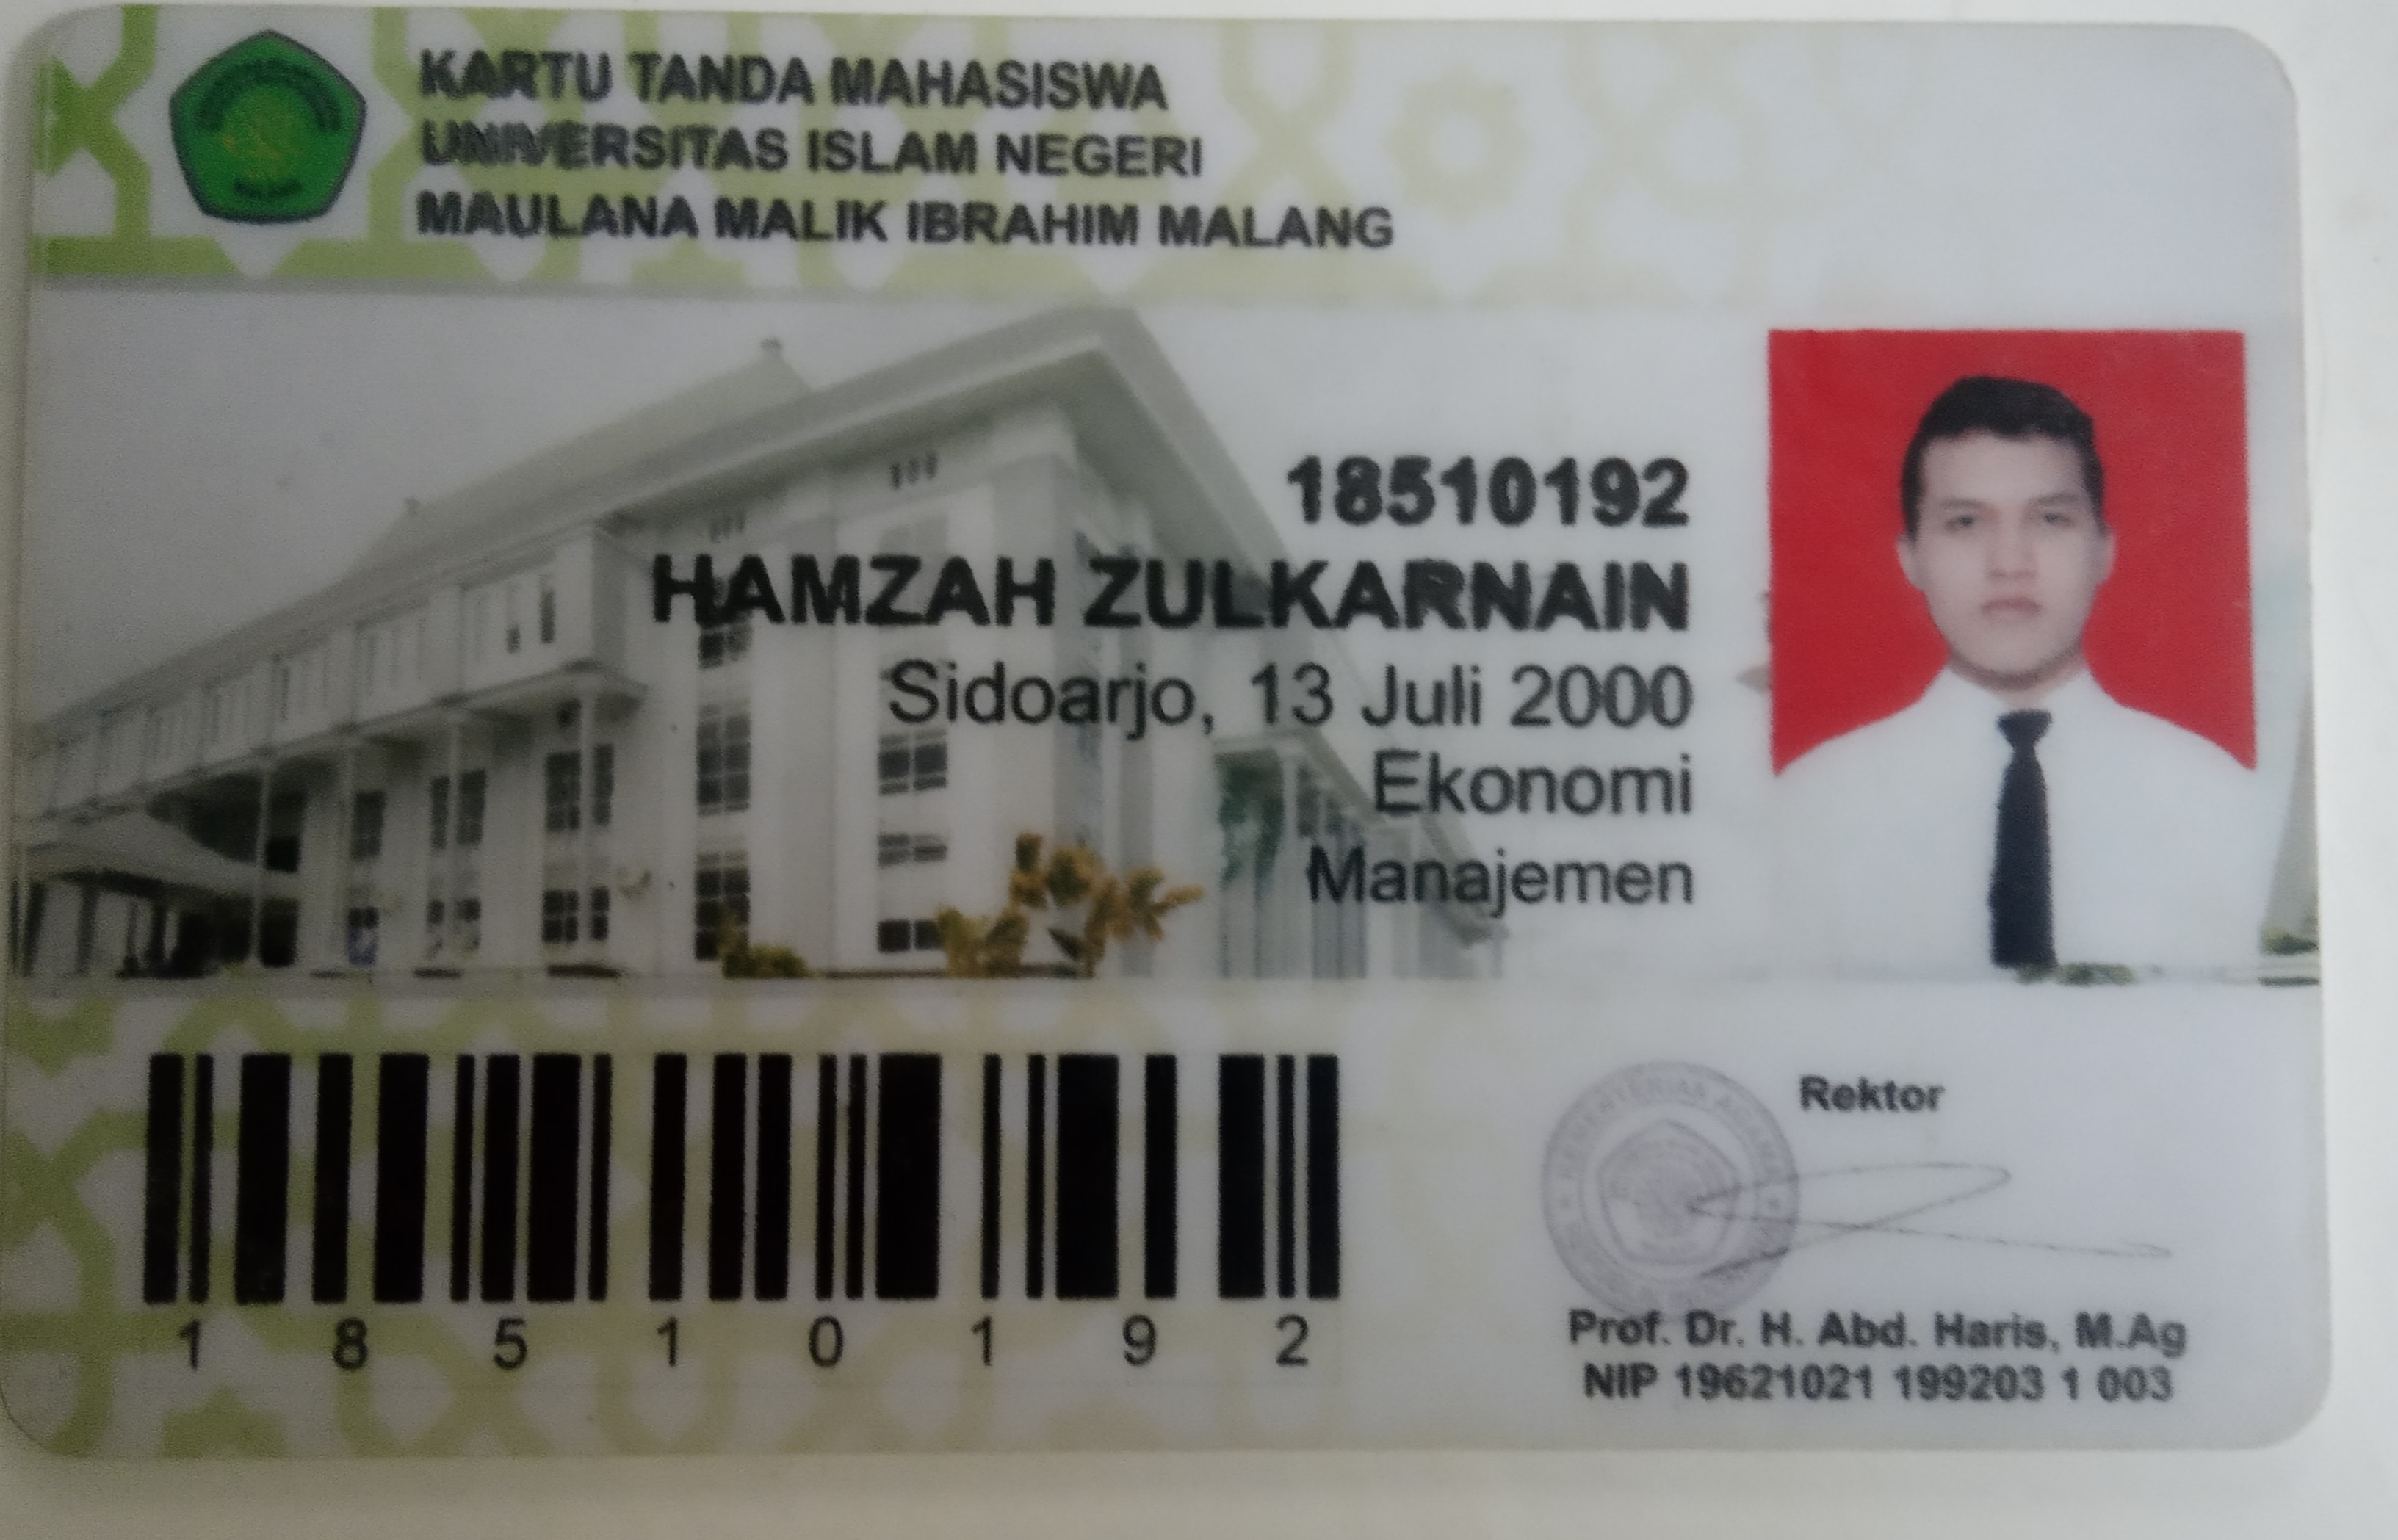 KARTU TANDA MAHASISWA
UNIVERSITAS ISLAM NEGERI
MAULANA MALIK IBRAHIM MALANG
18510192
HAMZAH ZULKARNAIN
Sidoarjo, 13 Juli 2000
Ekonomi
Manajemen
1 8 5 1 0 1 9 2
Rektor
KEMENTERIAN AGAMA
Prof. Dr. H. Abd. Haris, M.Ag
NIP 19621021 199203 1 003